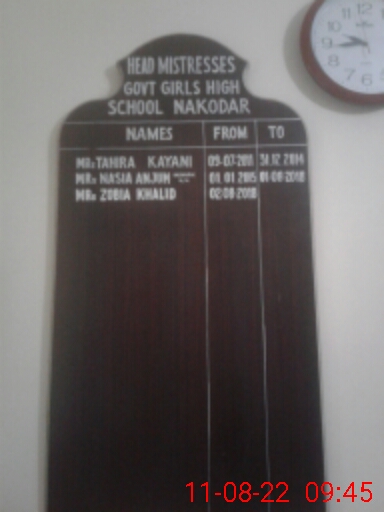 HEAD MISTRESSES
GOVT GIRLS HIGH
SCHOOL NAKODAR
NAMES FROM TO
MRs TAHIRA KAYANI 09-07-2011 31.12.2014
MRs NASIA ANJUM 01.01.2015 01-08-2018
MRs ZOBIA KHALID 02-08-2018
11-08-22 09:45